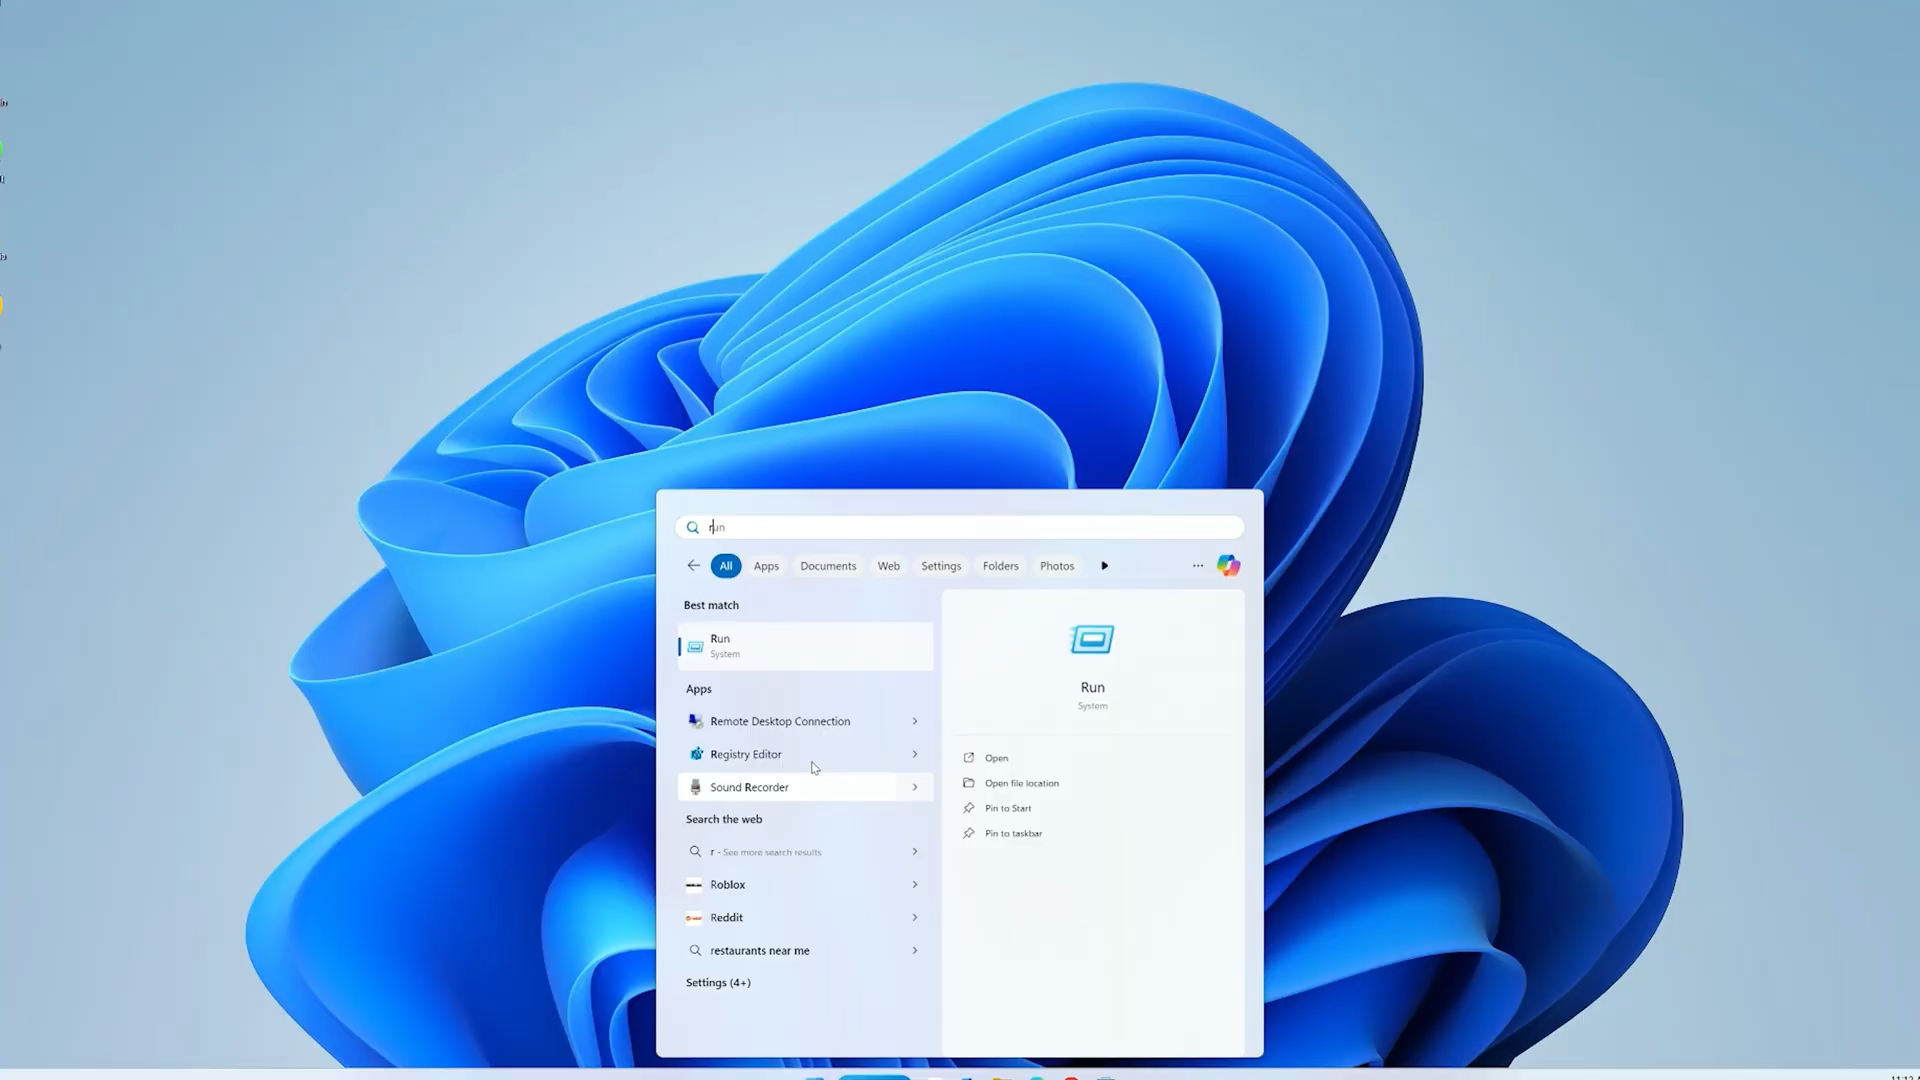 run
All Apps Documents Web Settings Folders Photos
Best match
Run
System
Apps
Remote Desktop Connection
Registry Editor
Sound Recorder
Search the web
r - See more search results
Roblox
Reddit
restaurants near me
Settings (4+)
Run
System
Open
Open file location
Pin to Start
Pin to taskbar